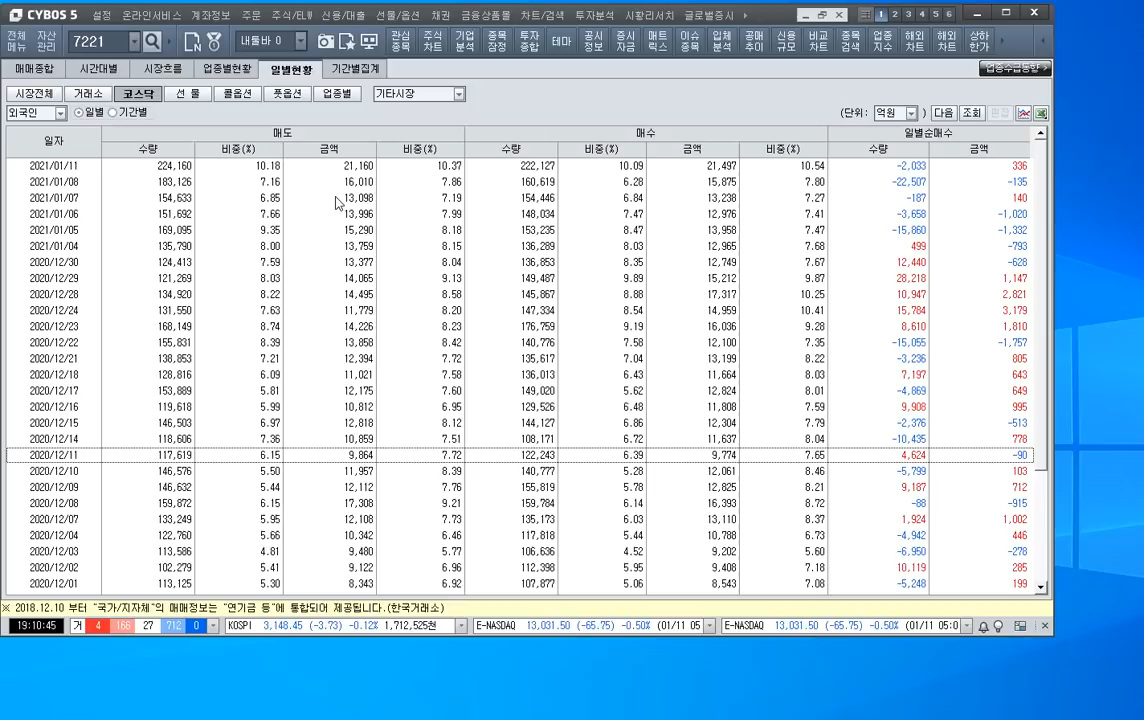 CYBOS 5 설정 온라인서비스 계좌정보 주문 주식/ELW 신용/대출 선물/옵션 채권 금융상품몰 차트/검색 투자분석 시황리서치 글로벌증시 1 2 3 4 5 6
전체메뉴 자산관리 7221 내툴바 0 관심종목 주식차트 기업분석 종목잠정 투자종합 테마 공시정보 증시자금 매트릭스 이슈종목 입체분석 공매추이 신용규모 비교차트 종목검색 업종지수 해외차트 해외차트 상하한가
매매종합 시간대별 시장흐름 업종별현황 일별현황 기간별집계 업종수급동향
시장전체 거래소 코스닥 선 물 콜옵션 풋옵션 업종별 기타시장
외국인 일별 기간별 (단위: 억원 ) 다음 조회 편집
일자 매도 매수 일별순매수
수량 비중(%) 금액 비중(%) 수량 비중(%) 금액 비중(%) 수량 금액
2021/01/11 224,160 10.18 21,160 10.37 222,127 10.09 21,497 10.54 -2,033 336
2021/01/08 183,126 7.16 16,010 7.86 160,619 6.28 15,875 7.80 -22,507 -135
2021/01/07 154,633 6.85 13,098 7.19 154,446 6.84 13,238 7.27 -187 140
2021/01/06 151,692 7.66 13,996 7.99 148,034 7.47 12,976 7.41 -3,658 -1,020
2021/01/05 169,095 9.35 15,290 8.18 153,235 8.47 13,958 7.47 -15,860 -1,332
2021/01/04 135,790 8.00 13,759 8.15 136,289 8.03 12,965 7.68 499 -793
2020/12/30 124,413 7.59 13,377 8.04 136,853 8.35 12,749 7.67 12,440 -628
2020/12/29 121,269 8.03 14,065 9.13 149,487 9.89 15,212 9.87 28,218 1,147
2020/12/28 134,920 8.22 14,495 8.58 145,867 8.88 17,317 10.25 10,947 2,821
2020/12/24 131,550 7.63 11,779 8.20 147,334 8.54 14,959 10.41 15,784 3,179
2020/12/23 168,149 8.74 14,226 8.23 176,759 9.19 16,036 9.28 8,610 1,810
2020/12/22 155,831 8.39 13,858 8.42 140,776 7.58 12,100 7.35 -15,055 -1,757
2020/12/21 138,853 7.21 12,394 7.72 135,617 7.04 13,199 8.22 -3,236 805
2020/12/18 128,816 6.09 11,021 7.58 136,013 6.43 11,664 8.03 7,197 643
2020/12/17 153,889 5.81 12,175 7.60 149,020 5.62 12,824 8.01 -4,869 649
2020/12/16 119,618 5.99 10,812 6.95 129,526 6.48 11,808 7.59 9,908 995
2020/12/15 146,503 6.97 12,818 8.12 144,127 6.86 12,304 7.79 -2,376 -513
2020/12/14 118,606 7.36 10,859 7.51 108,171 6.72 11,637 8.04 -10,435 778
2020/12/11 117,619 6.15 9,864 7.72 122,243 6.39 9,774 7.65 4,624 -90
2020/12/10 146,576 5.50 11,957 8.39 140,777 5.28 12,061 8.46 -5,799 103
2020/12/09 146,632 5.44 12,112 7.76 155,819 5.78 12,825 8.21 9,187 712
2020/12/08 159,872 6.15 17,308 9.21 159,784 6.14 16,393 8.72 -88 -915
2020/12/07 133,249 5.95 12,108 7.73 135,173 6.03 13,110 8.37 1,924 1,002
2020/12/04 122,760 5.66 10,342 6.46 117,818 5.44 10,788 6.73 -4,942 446
2020/12/03 113,586 4.81 9,480 5.77 106,636 4.52 9,202 5.60 -6,950 -278
2020/12/02 102,279 5.41 9,122 6.96 112,398 5.95 9,408 7.18 10,119 285
2020/12/01 113,125 5.30 8,343 6.92 107,877 5.06 8,543 7.08 -5,248 199
※ 2018.12.10 부터 "국가/지자체"의 매매정보는 "연기금 등"에 통합되어 제공됩니다.(한국거래소)
19:10:45 거 4 166 27 712 0 KOSPI 3,148.45 (-3.73) -0.12% 1,712,525천 E-NASDAQ 13,031.50 (-65.75) -0.50% (01/11 05 E-NASDAQ 13,031.50 (-65.75) -0.50% (01/11 05:0